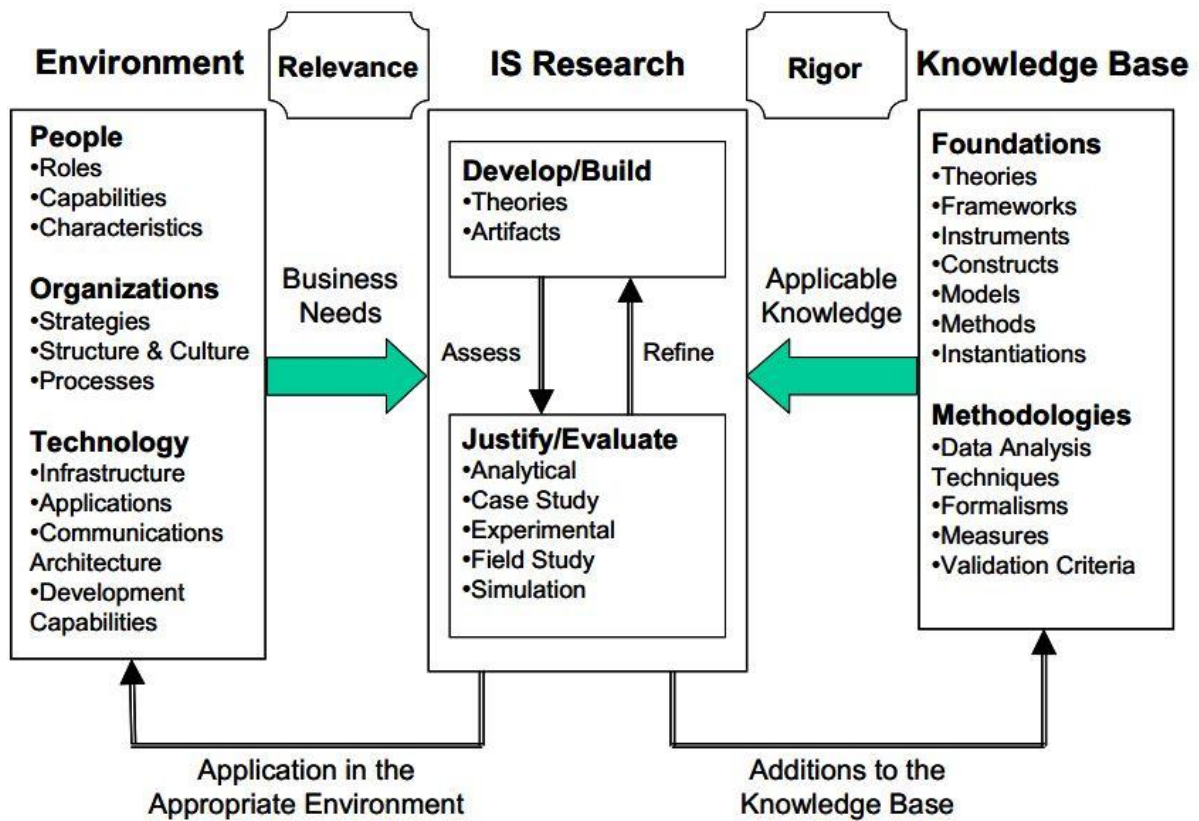 Environment
Relevance
IS Research
Rigor
Knowledge Base
People
•Roles
•Capabilities
•Characteristics
Organizations
•Strategies
•Structure & Culture
•Processes
Technology
•Infrastructure
•Applications
•Communications
Architecture
•Development
Capabilities
Business
Needs
Develop/Build
•Theories
•Artifacts
Assess
Refine
Justify/Evaluate
•Analytical
•Case Study
•Experimental
•Field Study
•Simulation
Applicable
Knowledge
Foundations
•Theories
•Frameworks
•Instruments
•Constructs
•Models
•Methods
•Instantiations
Methodologies
•Data Analysis
Techniques
•Formalisms
•Measures
•Validation Criteria
Application in the
Appropriate Environment
Additions to the
Knowledge Base